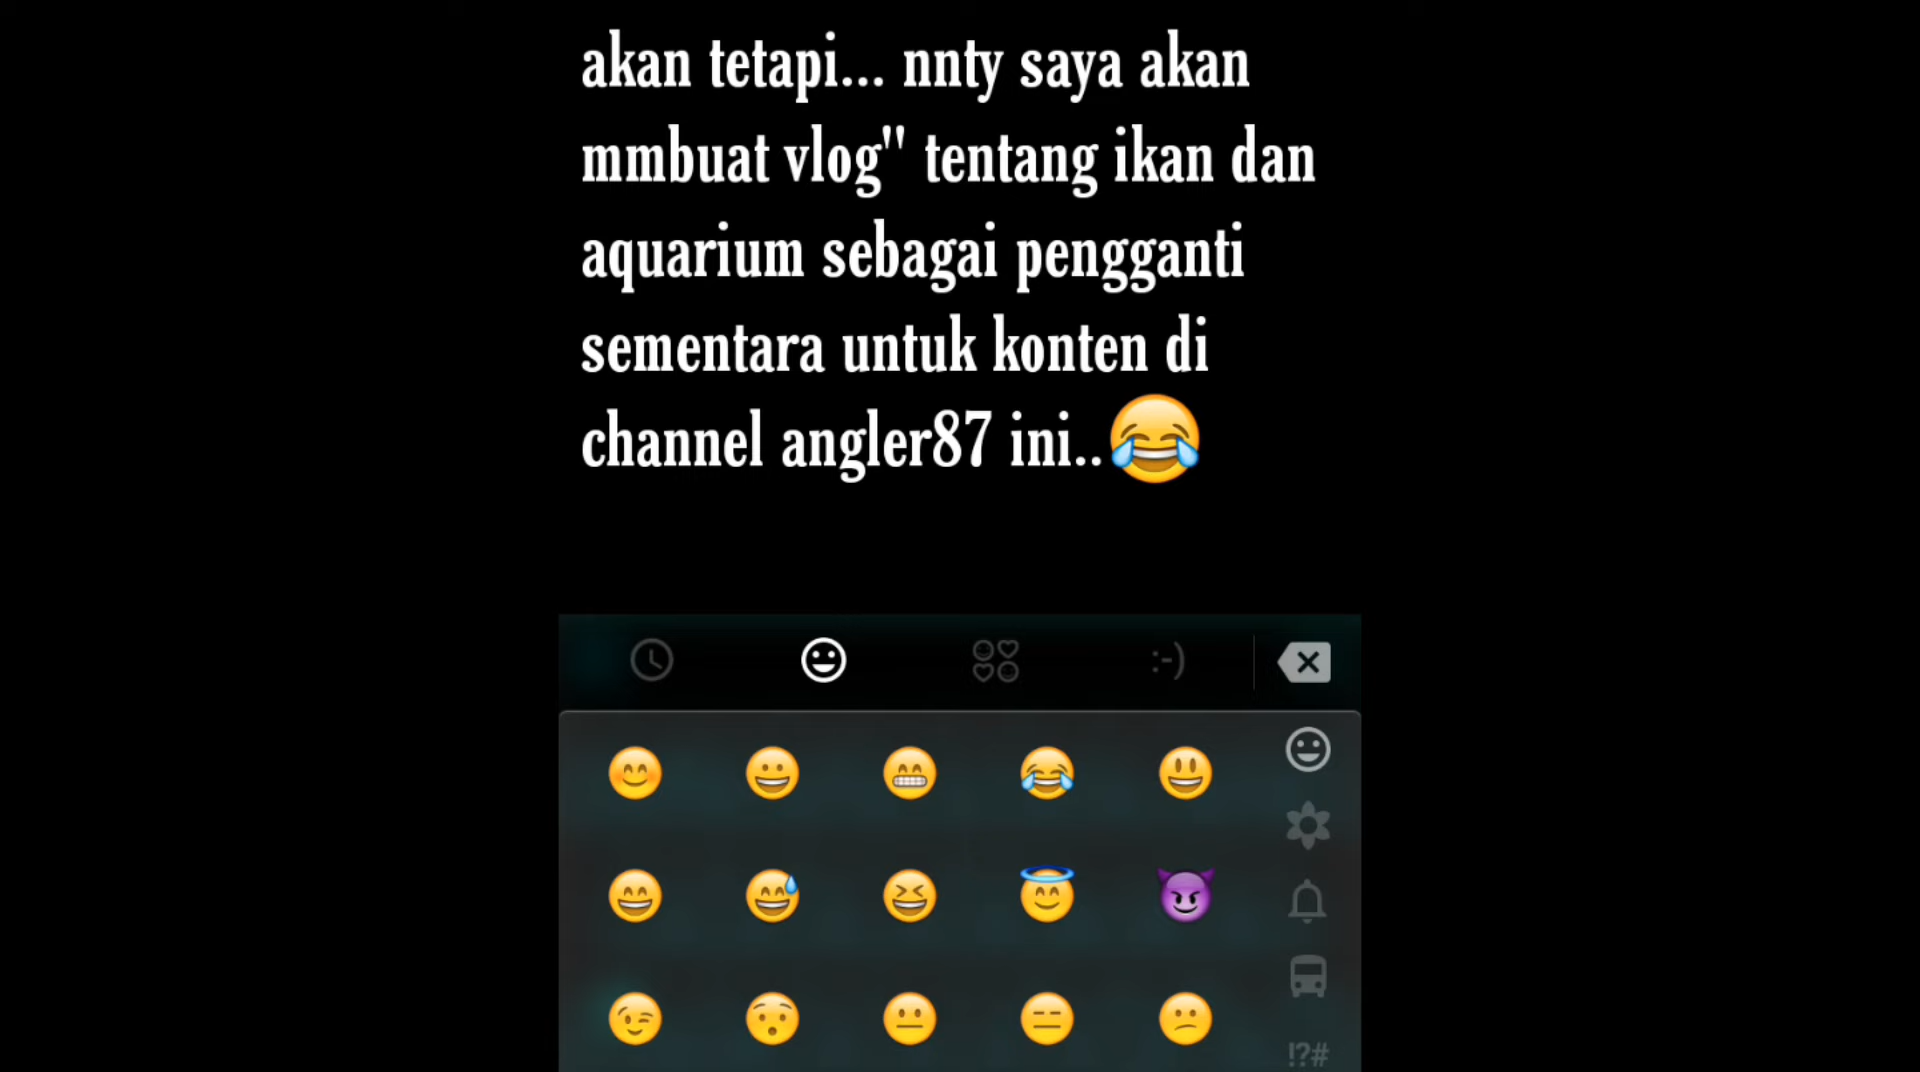 akan tetapi... nnty saya akan
mmbuat vlog" tentang ikan dan
aquarium sebagai pengganti
sementara untuk konten di
channel angler87 ini..😂
:-)
!?#